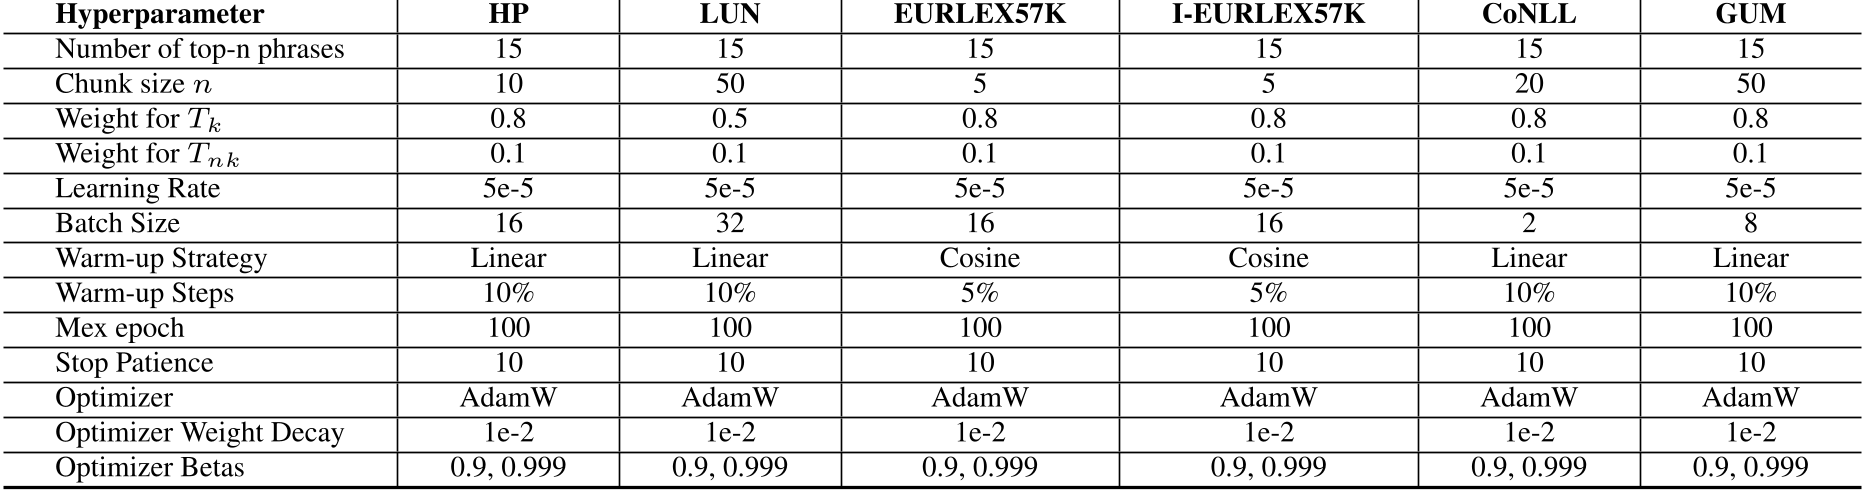 Hyperparameter HP LUN EURLEX57K I-EURLEX57K CoNLL GUM
Number of top-n phrases 15 15 15 15 15 15
Chunk size n 10 50 5 5 20 50
Weight for T_k 0.8 0.5 0.8 0.8 0.8 0.8
Weight for T_{nk} 0.1 0.1 0.1 0.1 0.1 0.1
Learning Rate 5e-5 5e-5 5e-5 5e-5 5e-5 5e-5
Batch Size 16 32 16 16 2 8
Warm-up Strategy Linear Linear Cosine Cosine Linear Linear
Warm-up Steps 10% 10% 5% 5% 10% 10%
Mex epoch 100 100 100 100 100 100
Stop Patience 10 10 10 10 10 10
Optimizer AdamW AdamW AdamW AdamW AdamW AdamW
Optimizer Weight Decay 1e-2 1e-2 1e-2 1e-2 1e-2 1e-2
Optimizer Betas 0.9, 0.999 0.9, 0.999 0.9, 0.999 0.9, 0.999 0.9, 0.999 0.9, 0.999